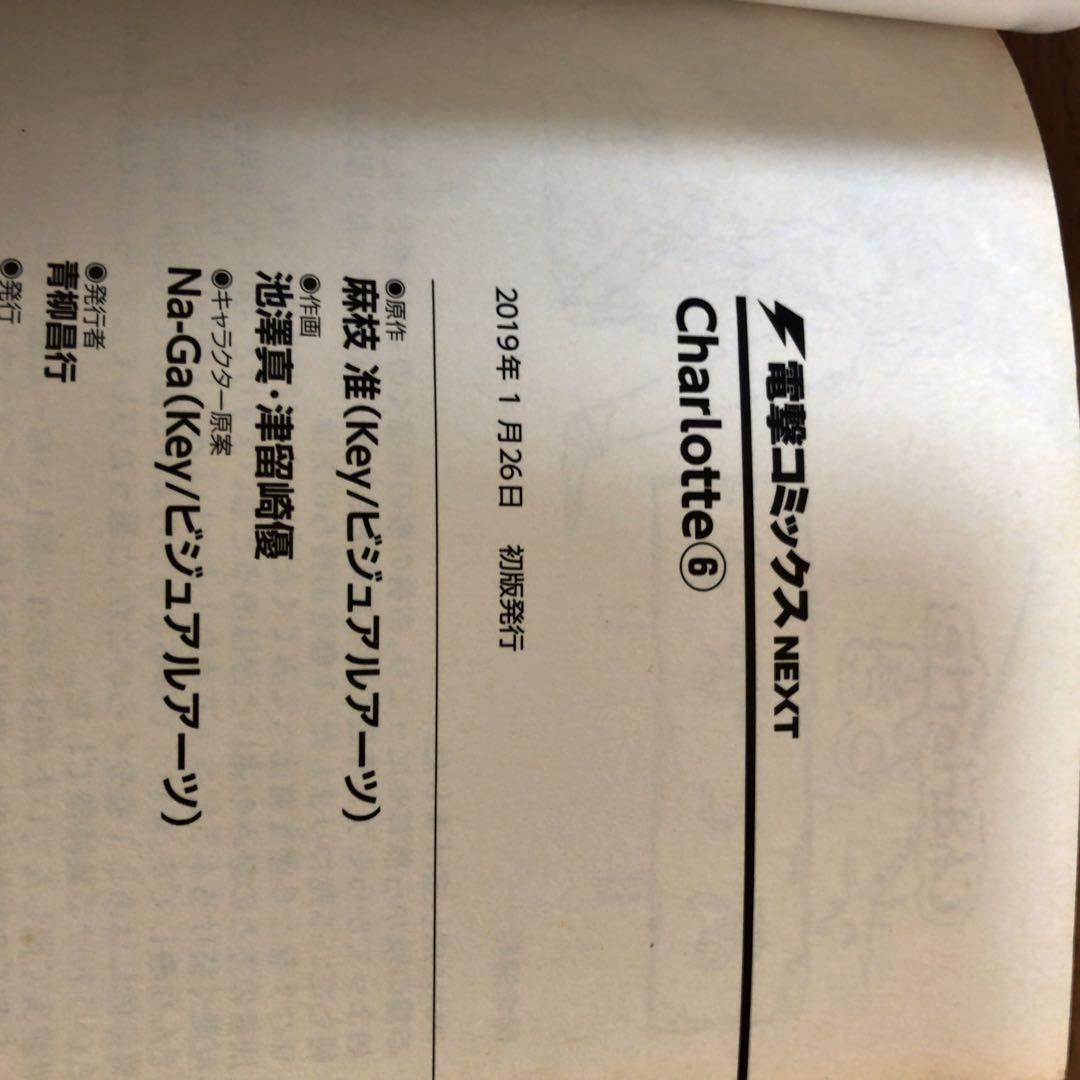 電撃コミックスNEXT
Charlotte⑥
2019年1月26日 初版発行
◉原作
麻枝 准(Key/ビジュアルアーツ)
◉作画
池澤真・津留崎優
◉キャラクター原案
Na-Ga(Key/ビジュアルアーツ)
◉発行者
青柳昌行
◉発行